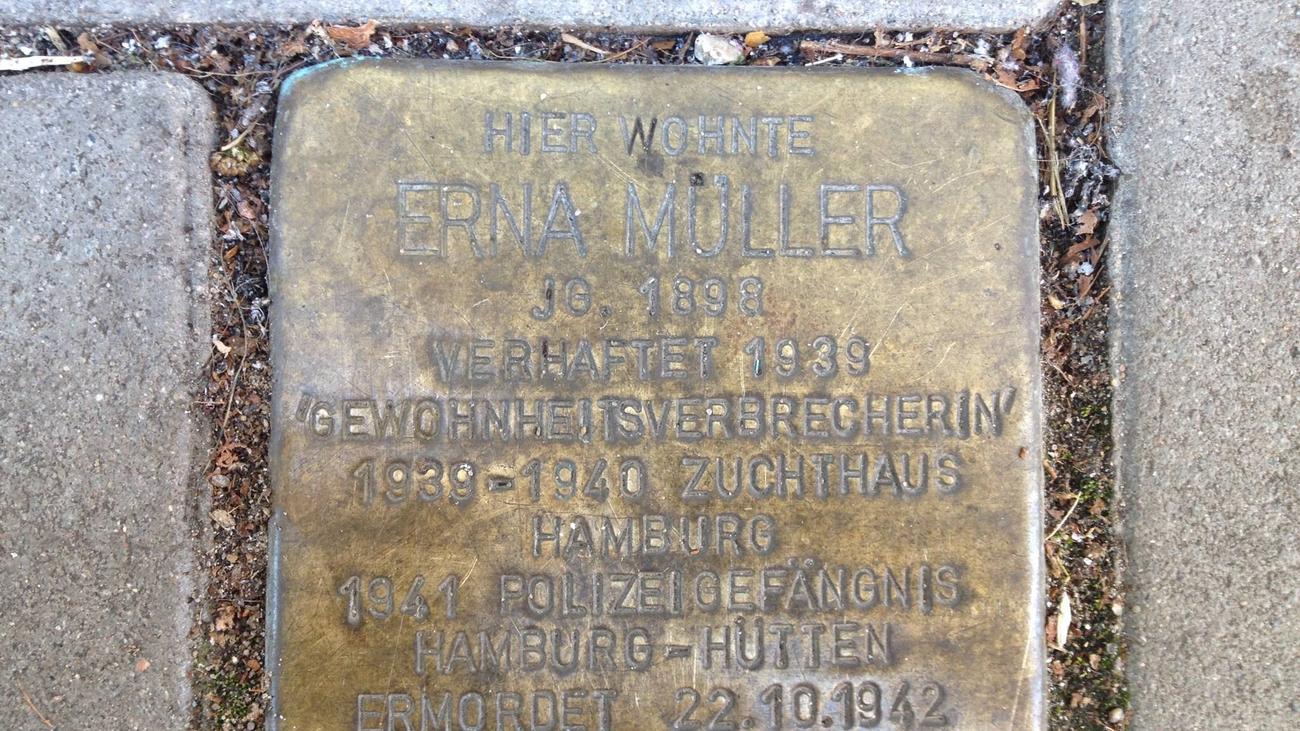 HIER WOHNTE
ERNA MÜLLER
JG. 1898
VERHAFTET 1939
"GEWOHNHEITSVERBRECHERIN"
1939-1940 ZUCHTHAUS
HAMBURG
1941 POLIZEIGEFÄNGNIS
HAMBURG-HÜTTEN
ERMORDET 22.10.1942